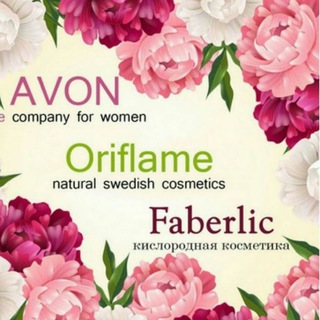 AVON
e company for women
Oriflame
natural swedish cosmetics
Faberlic
кислородная косметика